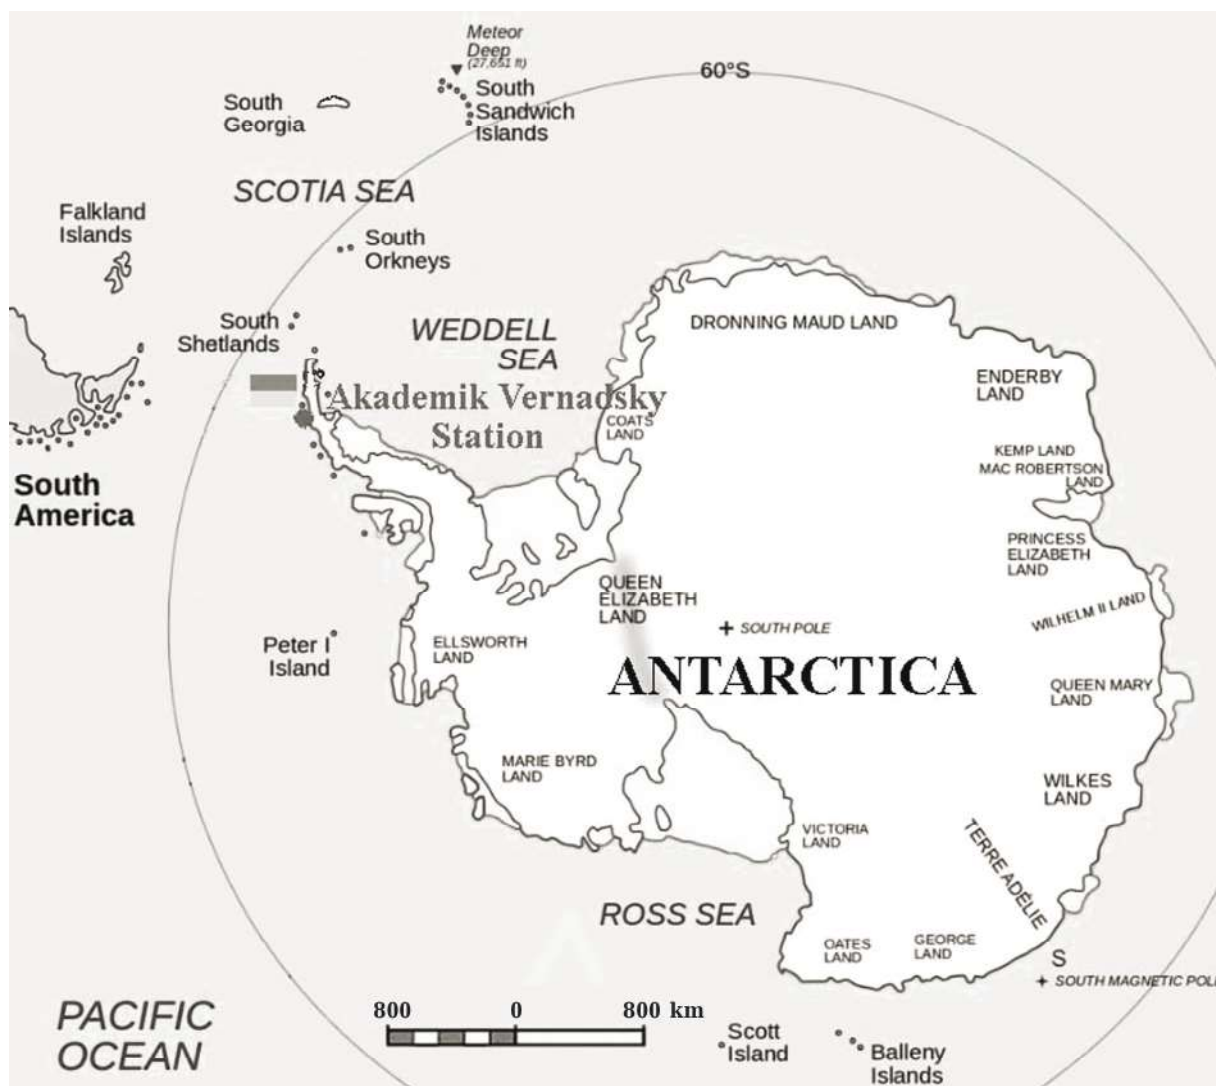 Meteor
Deep
(27,651 ft)
60°S
South
Sandwich
Islands
South
Georgia
SCOTIA SEA
Falkland
Islands
South
Orkneys
South
Shetlands
WEDDELL
SEA
DRONNING MAUD LAND
ENDERBY
LAND
Akademik Vernadsky
Station
COATS
LAND
KEMP LAND
MAC ROBERTSON
LAND
South
America
PRINCESS
ELIZABETH
LAND
QUEEN
ELIZABETH
LAND
WILHELM II LAND
SOUTH POLE
Peter I
Island
ELLSWORTH
LAND
ANTARCTICA
QUEEN MARY
LAND
MARIE BYRD
LAND
WILKES
LAND
VICTORIA
LAND
TERRE ADÉLIE
ROSS SEA
OATES
LAND
GEORGE
LAND
S
SOUTH MAGNETIC POLE
PACIFIC
OCEAN
800 0 800 km
Scott
Island
Balleny
Islands